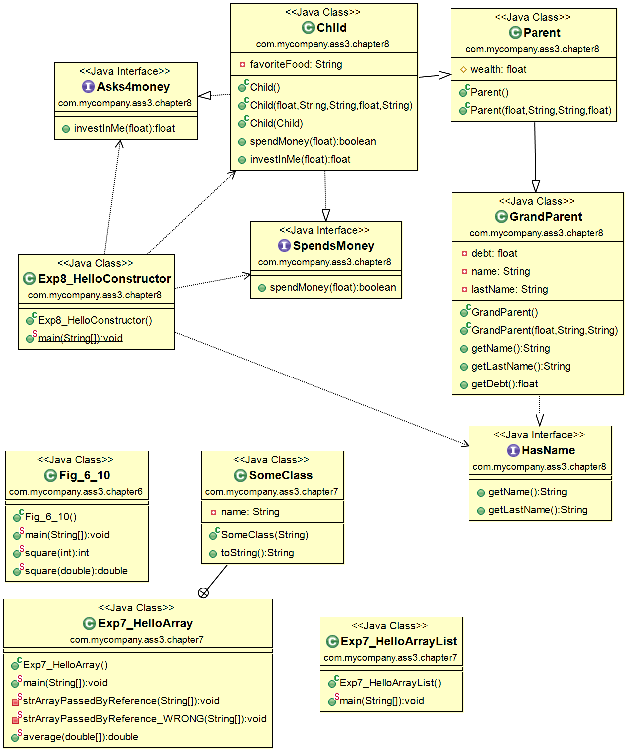 <<Java Class>>
Child
com.mycompany.ass3.chapter8
favoriteFood: String
Child()
Child(float,String,String,float,String)
Child(Child)
spendMoney(float):boolean
investInMe(float):float
<<Java Class>>
Parent
com.mycompany.ass3.chapter8
wealth: float
Parent()
Parent(float,String,String,float)
<<Java Interface>>
Asks4money
com.mycompany.ass3.chapter8
investInMe(float):float
<<Java Class>>
GrandParent
com.mycompany.ass3.chapter8
debt: float
name: String
lastName: String
GrandParent()
GrandParent(float,String,String)
getName():String
getLastName():String
getDebt():float
<<Java Interface>>
SpendsMoney
com.mycompany.ass3.chapter8
spendMoney(float):boolean
<<Java Class>>
Exp8_HelloConstructor
com.mycompany.ass3.chapter8
Exp8_HelloConstructor()
main(String[]):void
<<Java Interface>>
HasName
com.mycompany.ass3.chapter8
getName():String
getLastName():String
<<Java Class>>
Fig_6_10
com.mycompany.ass3.chapter6
Fig_6_10()
main(String[]):void
square(int):int
square(double):double
<<Java Class>>
SomeClass
com.mycompany.ass3.chapter7
name: String
SomeClass(String)
toString():String
<<Java Class>>
Exp7_HelloArray
com.mycompany.ass3.chapter7
Exp7_HelloArray()
main(String[]):void
strArrayPassedByReference(String[]):void
strArrayPassedByReference_WRONG(String[]):void
average(double[]):double
<<Java Class>>
Exp7_HelloArrayList
com.mycompany.ass3.chapter7
Exp7_HelloArrayList()
main(String[]):void